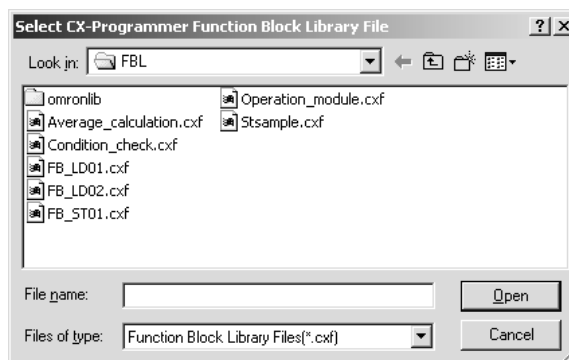 Select CX-Programmer Function Block Library File
Look in: FBL
omronlib
Average_calculation.cxf
Condition_check.cxf
FB_LD01.cxf
FB_LD02.cxf
FB_ST01.cxf
Operation_module.cxf
Stsample.cxf
File name:
Open
Files of type: Function Block Library Files(*.cxf)
Cancel